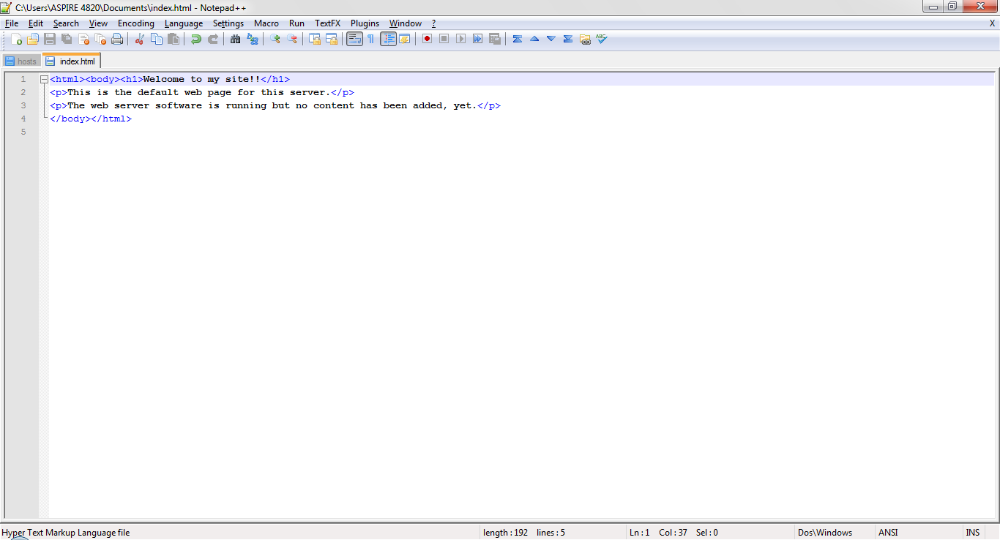 C:\Users\ASPIRE 4820\Documents\index.html - Notepad++
File Edit Search View Encoding Language Settings Macro Run TextFX Plugins Window ? X
ABC
hosts index.html
1 <html><body><h1>Welcome to my site!!</h1>
2 <p>This is the default web page for this server.</p>
3 <p>The web server software is running but no content has been added, yet.</p>
4 </body></html>
5
Hyper Text Markup Language file length : 192 lines : 5 Ln : 1 Col : 37 Sel : 0 Dos\Windows ANSI INS